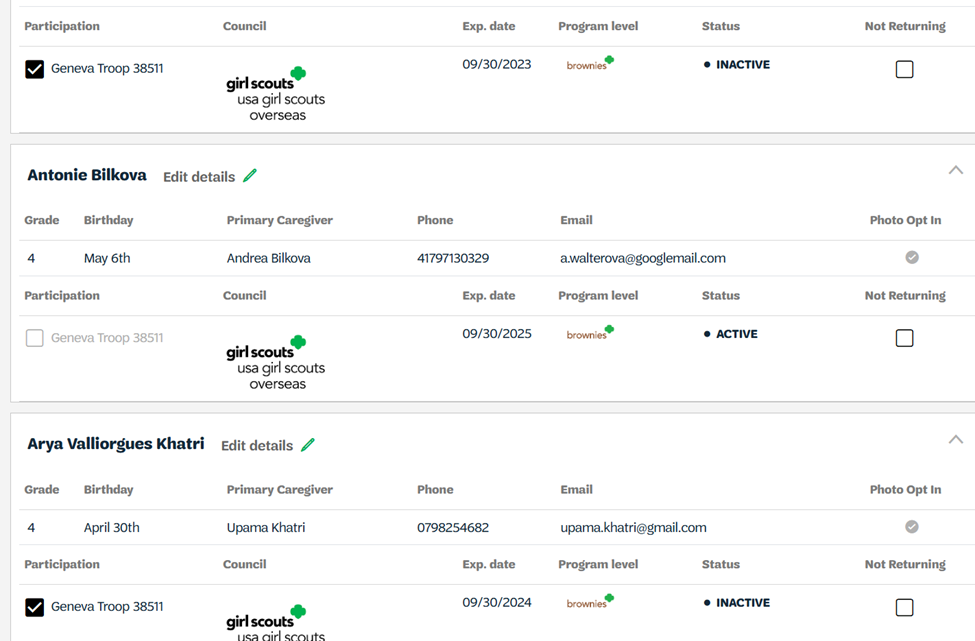 Participation Council Exp. date Program level Status Not Returning
Geneva Troop 38511 girl scouts 09/30/2023 brownies INACTIVE
usa girl scouts
overseas
Antonie Bilkova Edit details
Grade Birthday Primary Caregiver Phone Email Photo Opt In
4 May 6th Andrea Bilkova 41797130329 a.walterova@googlemail.com
Participation Council Exp. date Program level Status Not Returning
Geneva Troop 38511 girl scouts 09/30/2025 brownies ACTIVE
usa girl scouts
overseas
Arya Valliorgues Khatri Edit details
Grade Birthday Primary Caregiver Phone Email Photo Opt In
4 April 30th Upama Khatri 0798254682 upama.khatri@gmail.com
Participation Council Exp. date Program level Status Not Returning
Geneva Troop 38511 girl scouts 09/30/2024 brownies INACTIVE
usa girl scouts